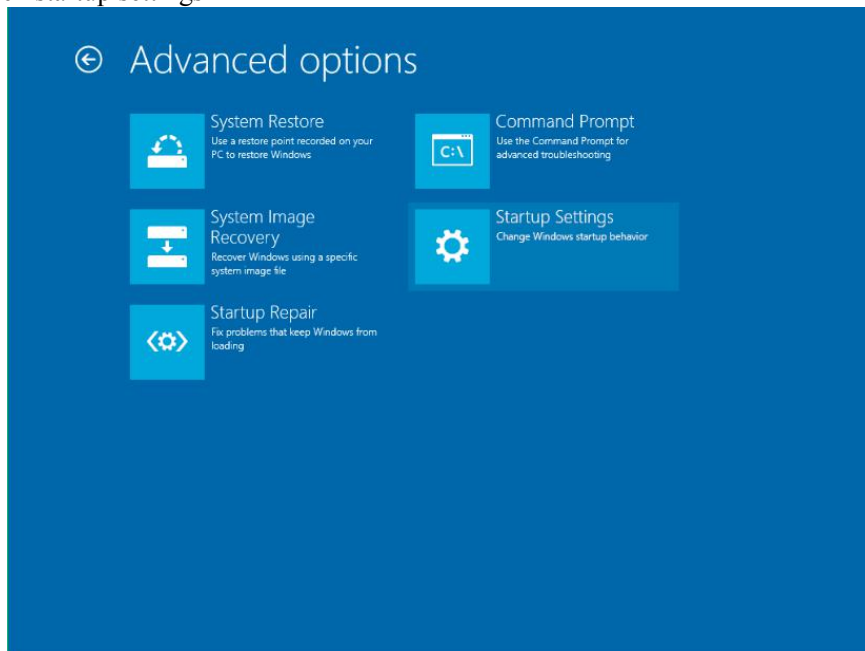 startup settings
Advanced options
System Restore
Use a restore point recorded on your
PC to restore Windows
Command Prompt
Use the Command Prompt for
advanced troubleshooting
C:\
System Image
Recovery
Recover Windows using a specific
system image file
Startup Settings
Change Windows startup behavior
Startup Repair
Fix problems that keep Windows from
loading